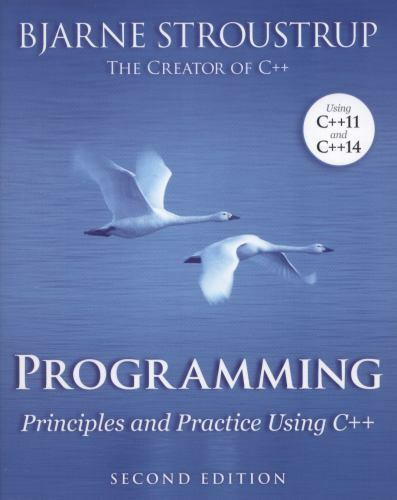 BJARNE STROUSTRUP
THE CREATOR OF C++
Using
C++11
and
C++14
PROGRAMMING
Principles and Practice Using C++
SECOND EDITION